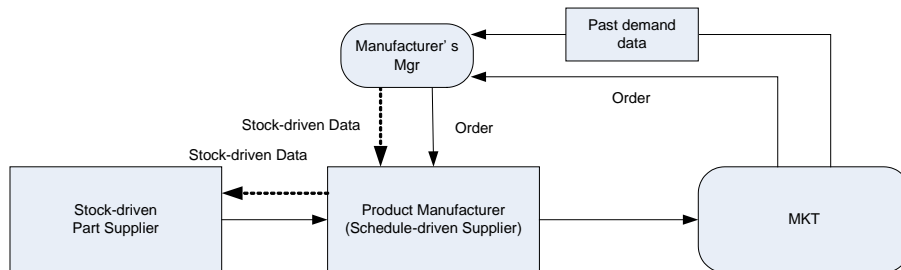 Past demand
data
Manufacturer’ s
Mgr
Order
Stock-driven Data
Order
Stock-driven Data
Stock-driven
Part Supplier
Product Manufacturer
(Schedule-driven Supplier)
MKT